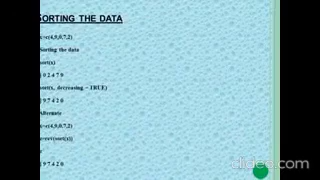 SORTING THE DATA
x=c(4,9,0,7,2)
Sorting the data
sort(x)
] 0 2 4 7 9
sort(x, decreasing = TRUE)
] 9 7 4 2 0
Alternate
x=c(4,9,0,7,2)
=rev(sort(x))
] 9 7 4 2 0
clideo.com